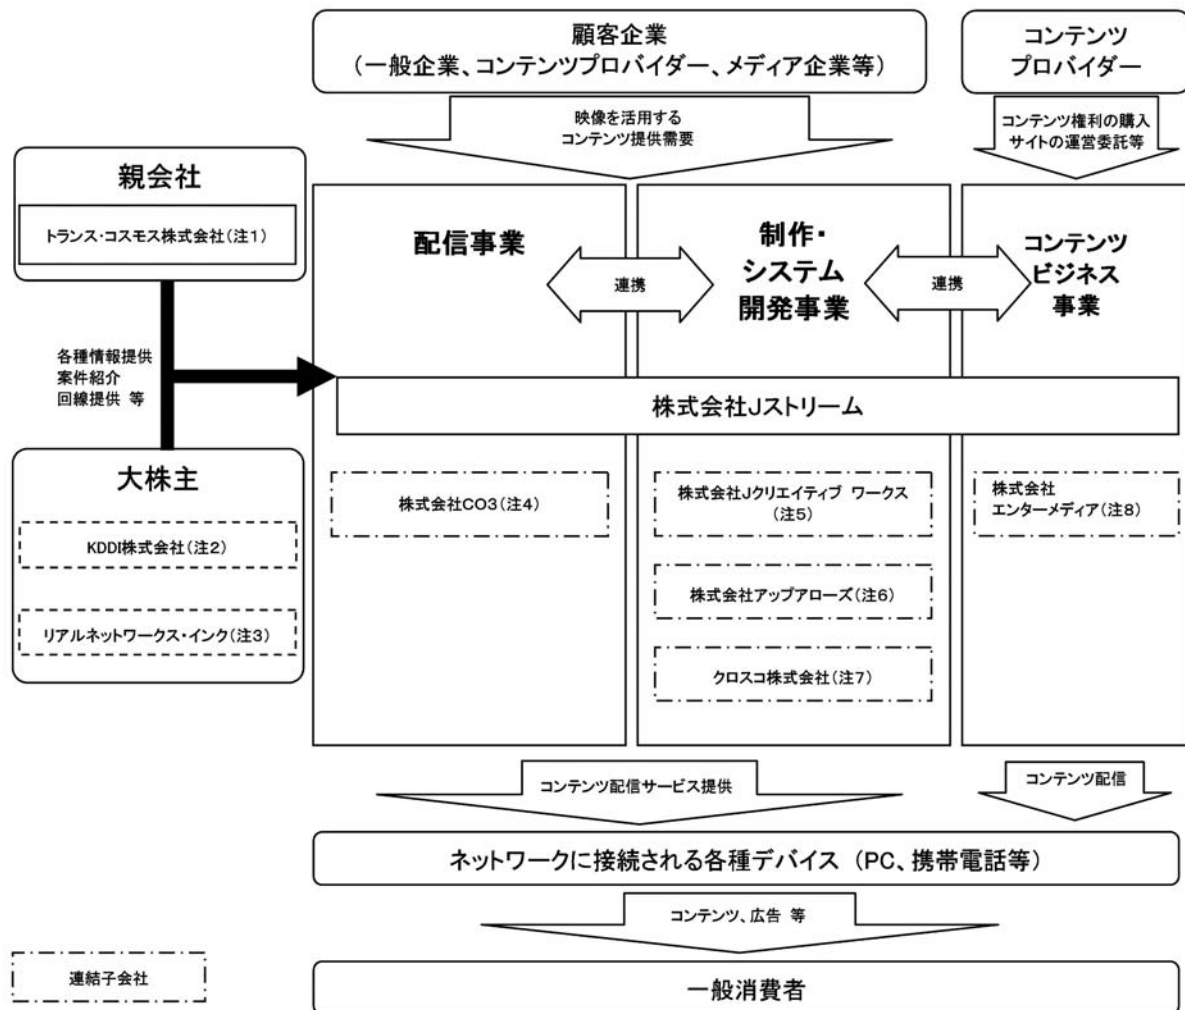 顧客企業
(一般企業、コンテンツプロバイダー、メディア企業等)
コンテンツ
プロバイダー
映像を活用する
コンテンツ提供需要
コンテンツ権利の購入
サイトの運営委託等
親会社
トランス・コスモス株式会社(注1)
配信事業
連携
制作・
システム
開発事業
連携
コンテンツ
ビジネス
事業
各種情報提供
案件紹介
回線提供 等
株式会社Jストリーム
大株主
KDDI株式会社(注2)
リアルネットワークス・インク(注3)
株式会社CO3(注4)
株式会社Jクリエイティブ ワークス
(注5)
株式会社アップアローズ(注6)
クロスコ株式会社(注7)
株式会社
エンターメディア(注8)
コンテンツ配信サービス提供
コンテンツ配信
ネットワークに接続される各種デバイス (PC、携帯電話等)
コンテンツ、広告 等
連結子会社
一般消費者